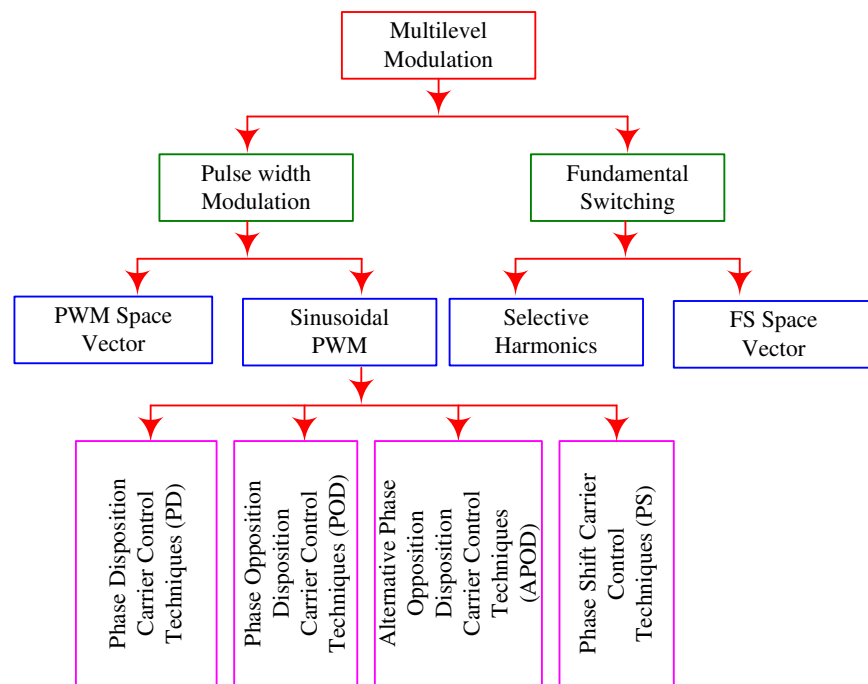 Multilevel
Modulation
Pulse width
Modulation
Fundamental
Switching
PWM Space
Vector
Sinusoidal
PWM
Selective
Harmonics
FS Space
Vector
Phase Disposition
Carrier Control
Techniques (PD)
Phase Opposition
Disposition
Carrier Control
Techniques (POD)
Alternative Phase
Opposition
Disposition
Carrier Control
Techniques
(APOD)
Phase Shift Carrier
Control
Techniques (PS)